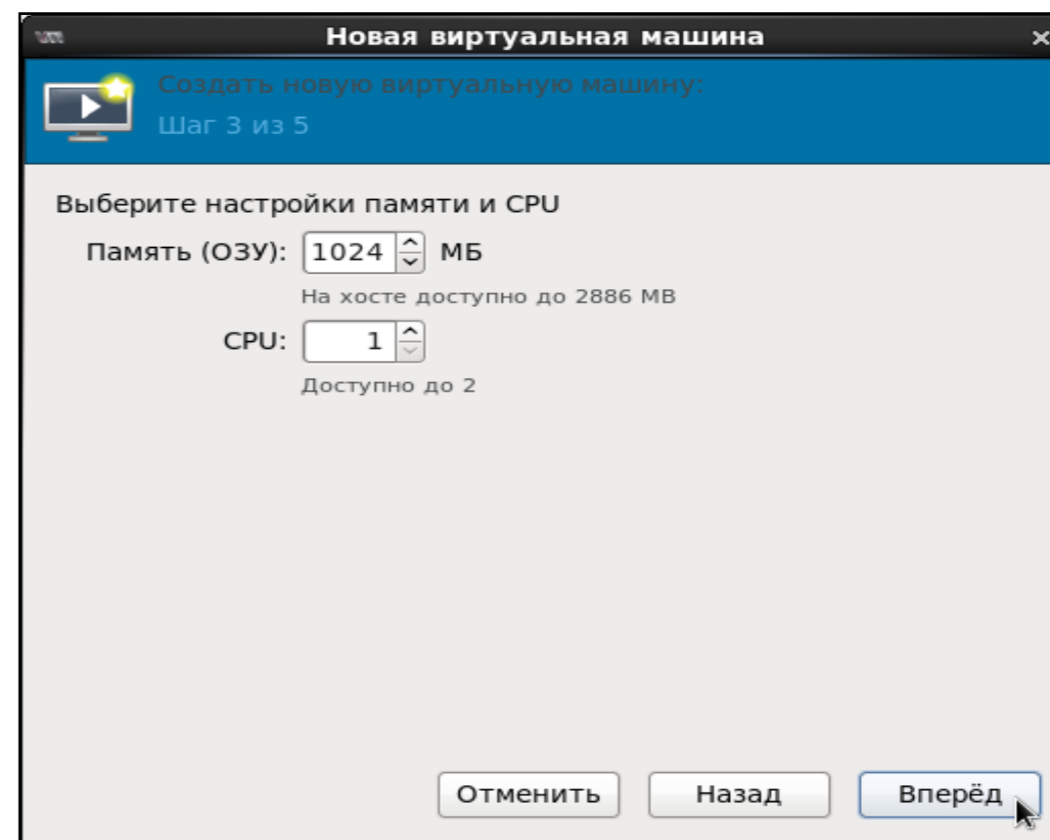 Новая виртуальная машина
Создать новую виртуальную машину:
Шаг 3 из 5
Выберите настройки памяти и CPU
Память (ОЗУ): 1024 МБ
На хосте доступно до 2886 MB
CPU: 1
Доступно до 2
Отменить Назад Вперёд